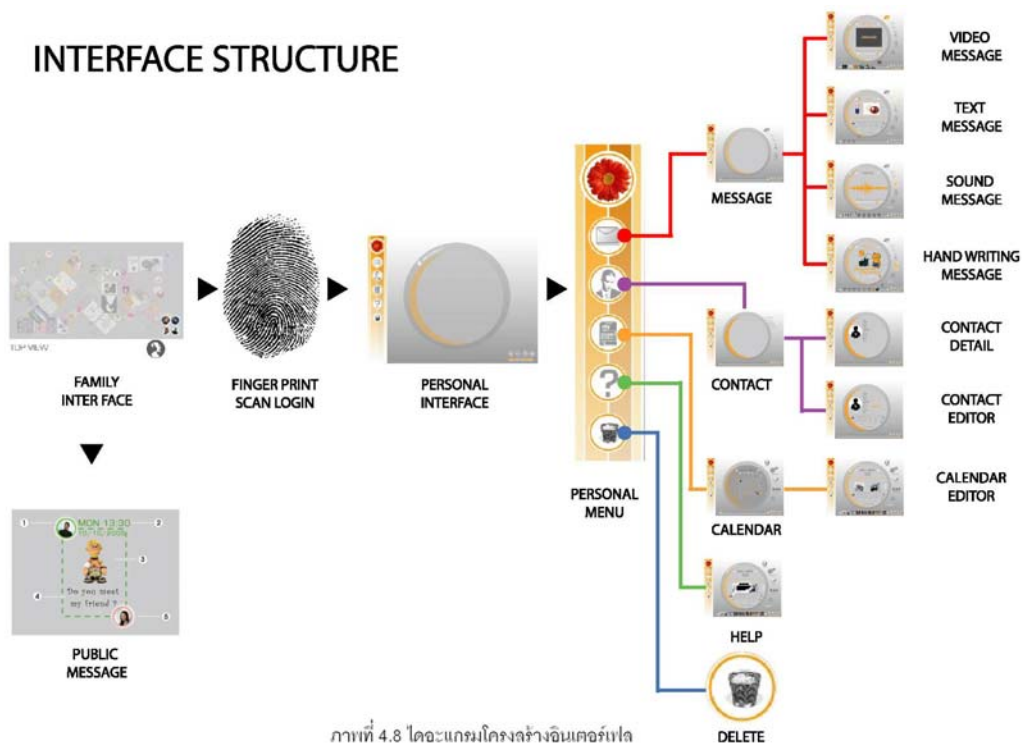 INTERFACE STRUCTURE
VIDEO
MESSAGE
TEXT
MESSAGE
SOUND
MESSAGE
HAND WRITING
MESSAGE
MESSAGE
CONTACT
DETAIL
CONTACT
EDITOR
CONTACT
CALENDAR
EDITOR
CALENDAR
HELP
DELETE
TOP VIEW
FAMILY
INTER FACE
FINGER PRINT
SCAN LOGIN
PERSONAL
INTERFACE
PERSONAL
MENU
1
MON 13:30
2
3
4
Do you meet
my friend ?
5
PUBLIC
MESSAGE
ภาพที่ 4.8 ไดอะแกรมโครงสร้างอินเตอร์เฟส